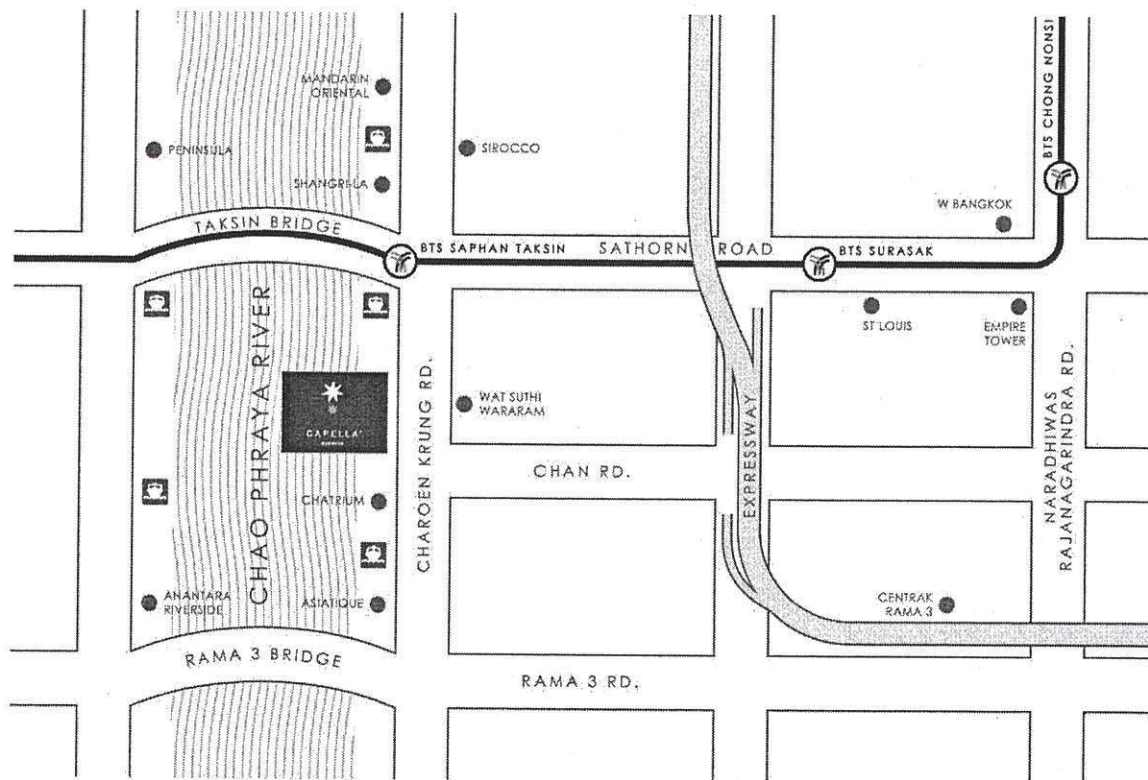 MANDARIN
ORIENTAL
PENINSULA
SHANGRI-LA
SIROCCO
BTS CHONG NONSI
W BANGKOK
TAKSIN BRIDGE
BTS SAPHAN TAKSIN
SATHORN ROAD
BTS SURASAK
ST LOUIS
EMPIRE
TOWER
CHAO PHRAYA RIVER
CAPELLA
CHAROEN KRUNG RD.
WAT SUTHI
WARARAM
CHAN RD.
EXPRESSWAY
NARADHIWAS
RAJANAGARINDRA RD.
CHATRIUM
ANANTARA
RIVERSIDE
ASIATIQUE
CENTRAK
RAMA 3
RAMA 3 BRIDGE
RAMA 3 RD.